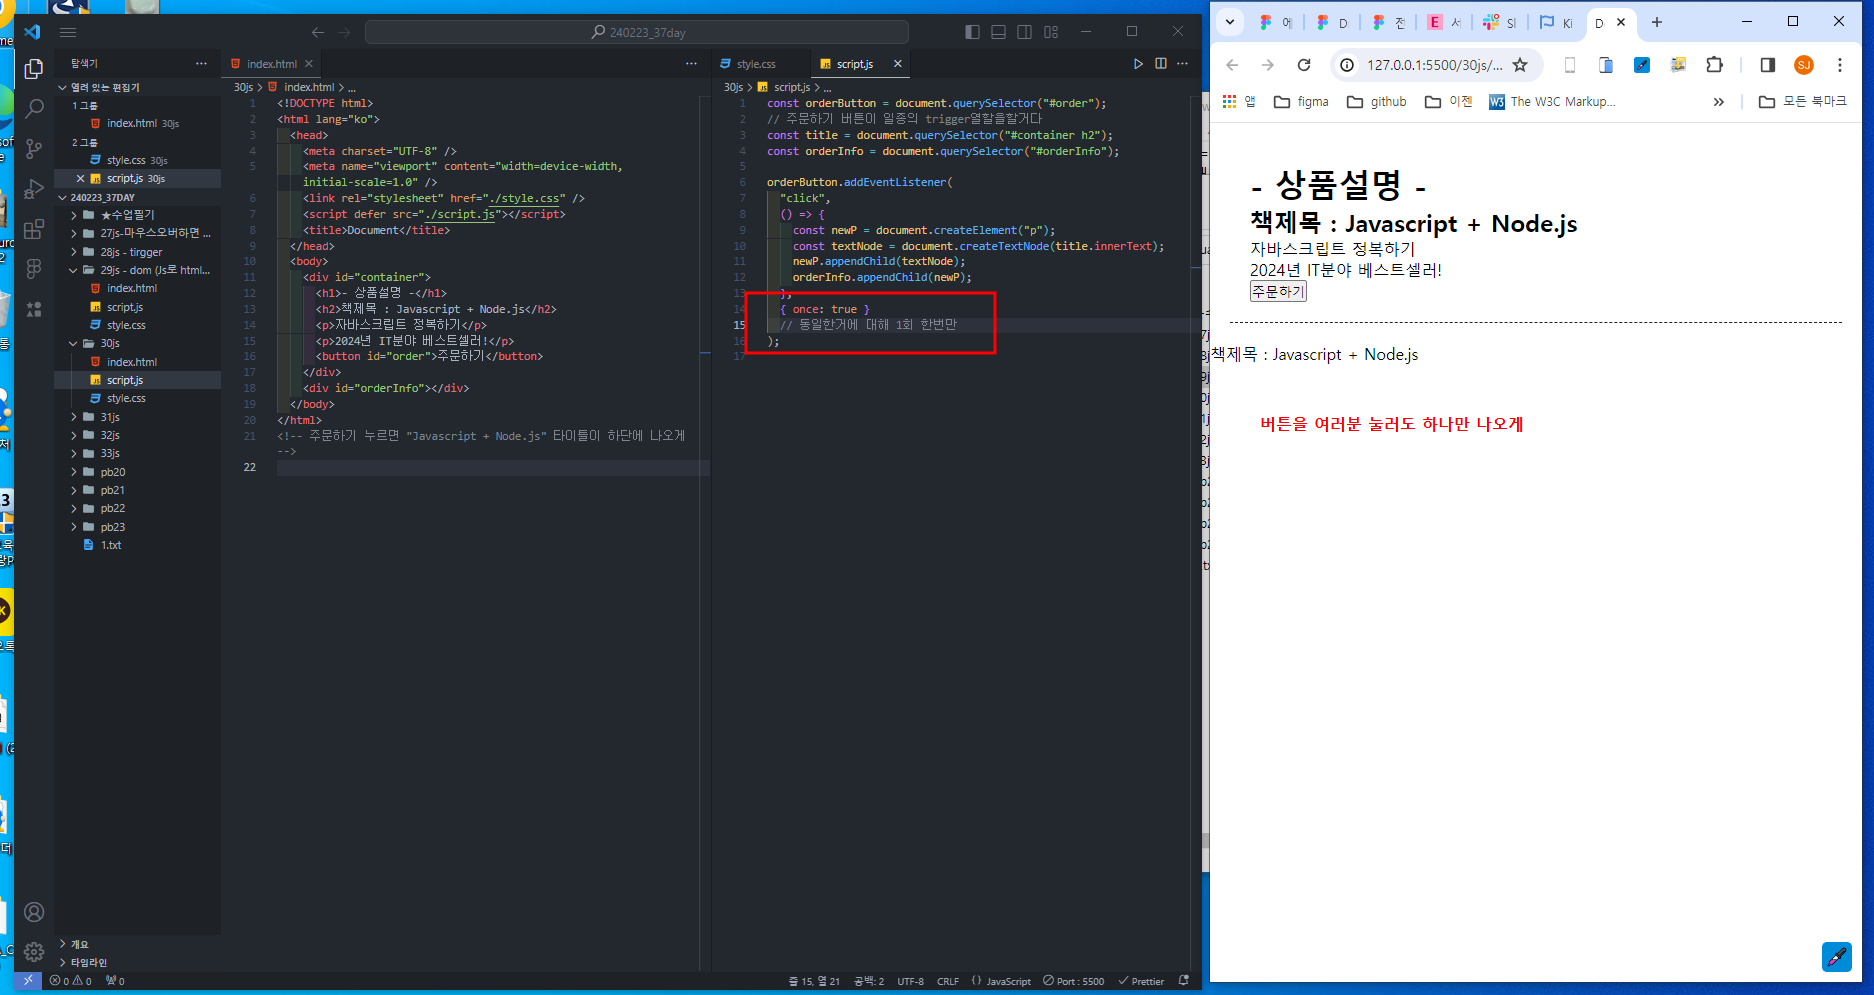 240223_37day
탐색기
열려 있는 편집기
1 그룹
index.html 30js
2 그룹
style.css 30js
script.js 30js
240223_37DAY
★수업필기
27js-마우스오버하면 ...
28js - tirgger
29js - dom (Js로 html...
index.html
script.js
style.css
30js
index.html
script.js
style.css
31js
32js
33js
pb20
pb21
pb22
pb23
1.txt
개요
타임라인
index.html
30js > index.html > ...
1 <!DOCTYPE html>
2 <html lang="ko">
3 <head>
4 <meta charset="UTF-8" />
5 <meta name="viewport" content="width=device-width,
initial-scale=1.0" />
6 <link rel="stylesheet" href="./style.css" />
7 <script defer src="./script.js"></script>
8 <title>Document</title>
9 </head>
10 <body>
11 <div id="container">
12 <h1>- 상품설명 -</h1>
13 <h2>책제목 : Javascript + Node.js</h2>
14 <p>자바스크립트 정복하기</p>
15 <p>2024년 IT분야 베스트셀러!</p>
16 <button id="order">주문하기</button>
17 </div>
18 <div id="orderInfo"></div>
19 </body>
20 </html>
21 <!-- 주문하기 누르면 "Javascript + Node.js" 타이틀이 하단에 나오게
-->
22
style.css
script.js
30js > script.js > ...
1 const orderButton = document.querySelector("#order");
2 // 주문하기 버튼이 일종의 trigger열할을할거다
3 const title = document.querySelector("#container h2");
4 const orderInfo = document.querySelector("#orderInfo");
5
6 orderButton.addEventListener(
7 "click",
8 () => {
9 const newP = document.createElement("p");
10 const textNode = document.createTextNode(title.innerText);
11 newP.appendChild(textNode);
12 orderInfo.appendChild(newP);
13 },
14 { once: true }
15 // 동일한거에 대해 1회 한번만
16 );
17
0 0 0
줄 15, 열 21 공백: 2 UTF-8 CRLF {} JavaScript Port : 5500 Prettier
에 D 전 E 서 Sl Ki D
127.0.0.1:5500/30js/...
SJ
앱 figma github 이젠 W3 The W3C Markup... 모든 북마크
- 상품설명 -
책제목 : Javascript + Node.js
자바스크립트 정복하기
2024년 IT분야 베스트셀러!
주문하기
책제목 : Javascript + Node.js
버튼을 여러분 눌러도 하나만 나오게